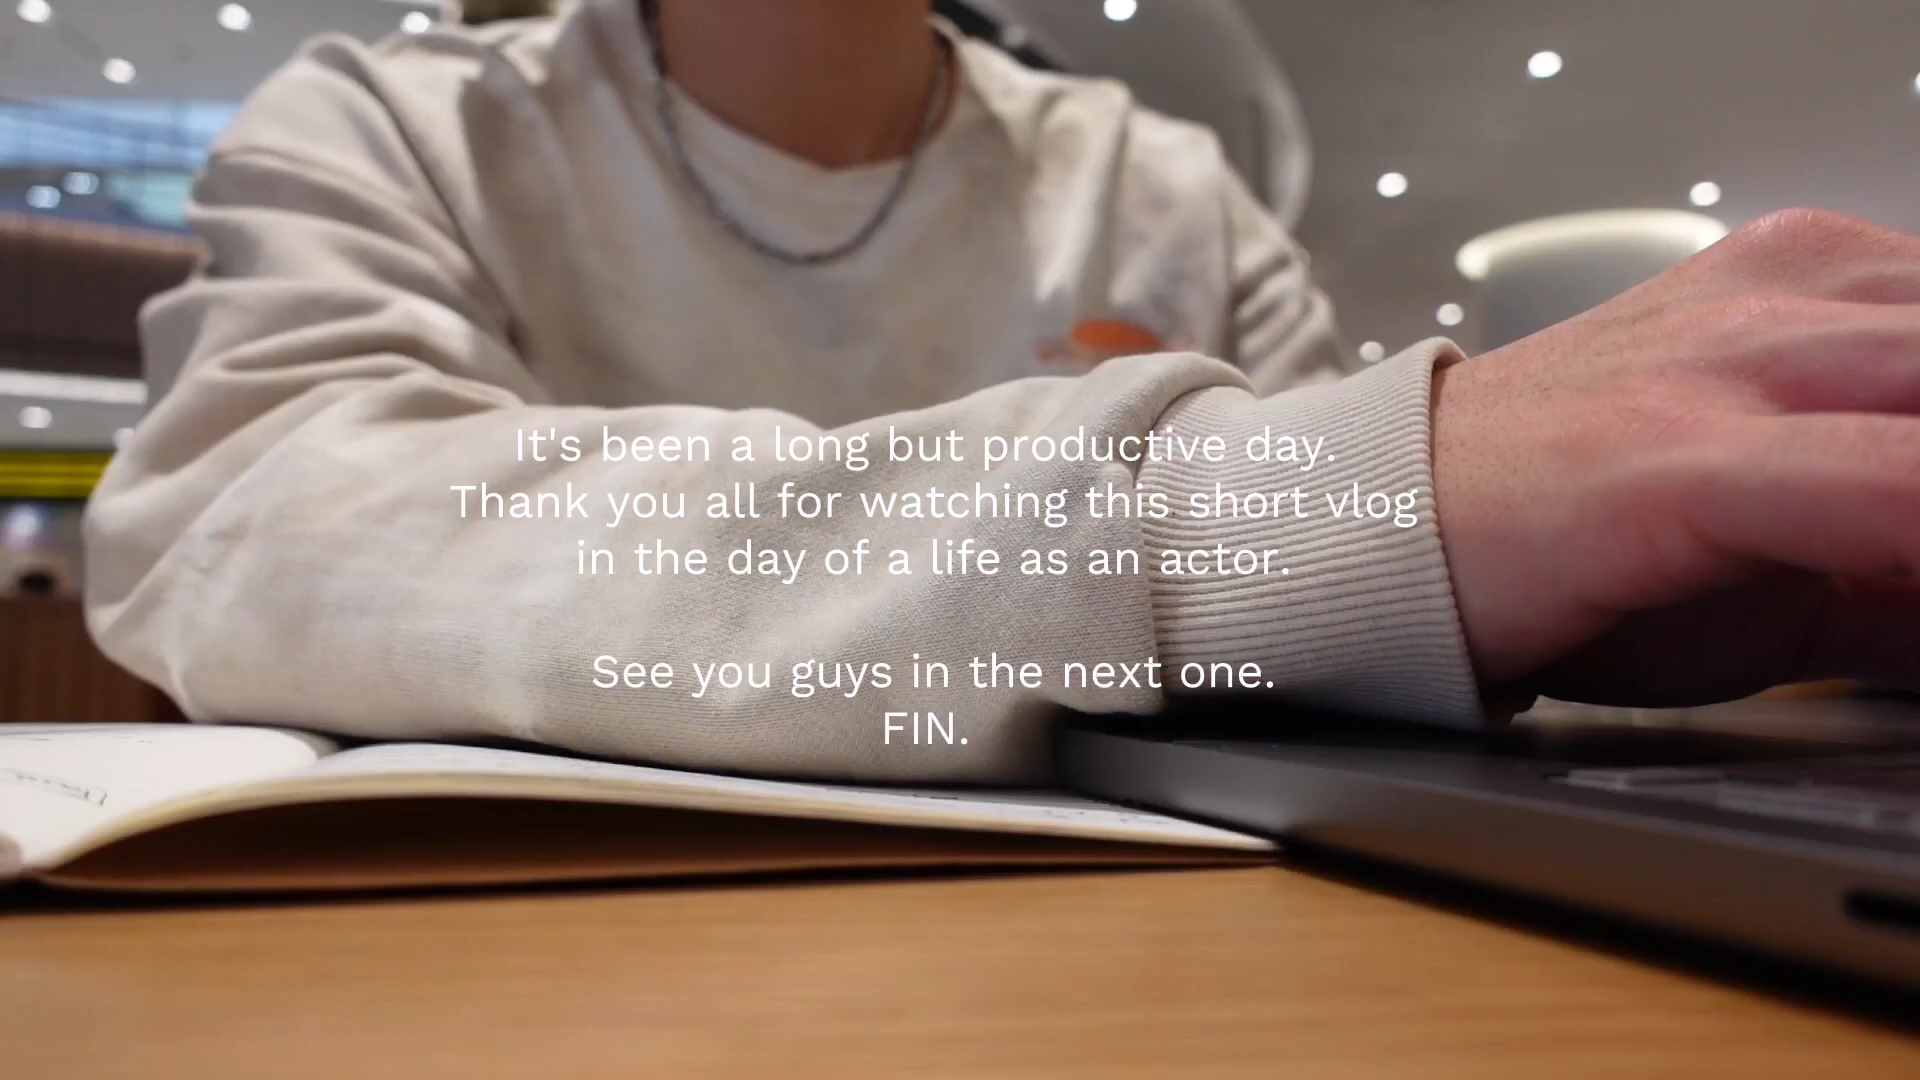 It's been a long but productive day.
Thank you all for watching this short vlog
in the day of a life as an actor.
See you guys in the next one.
FIN.